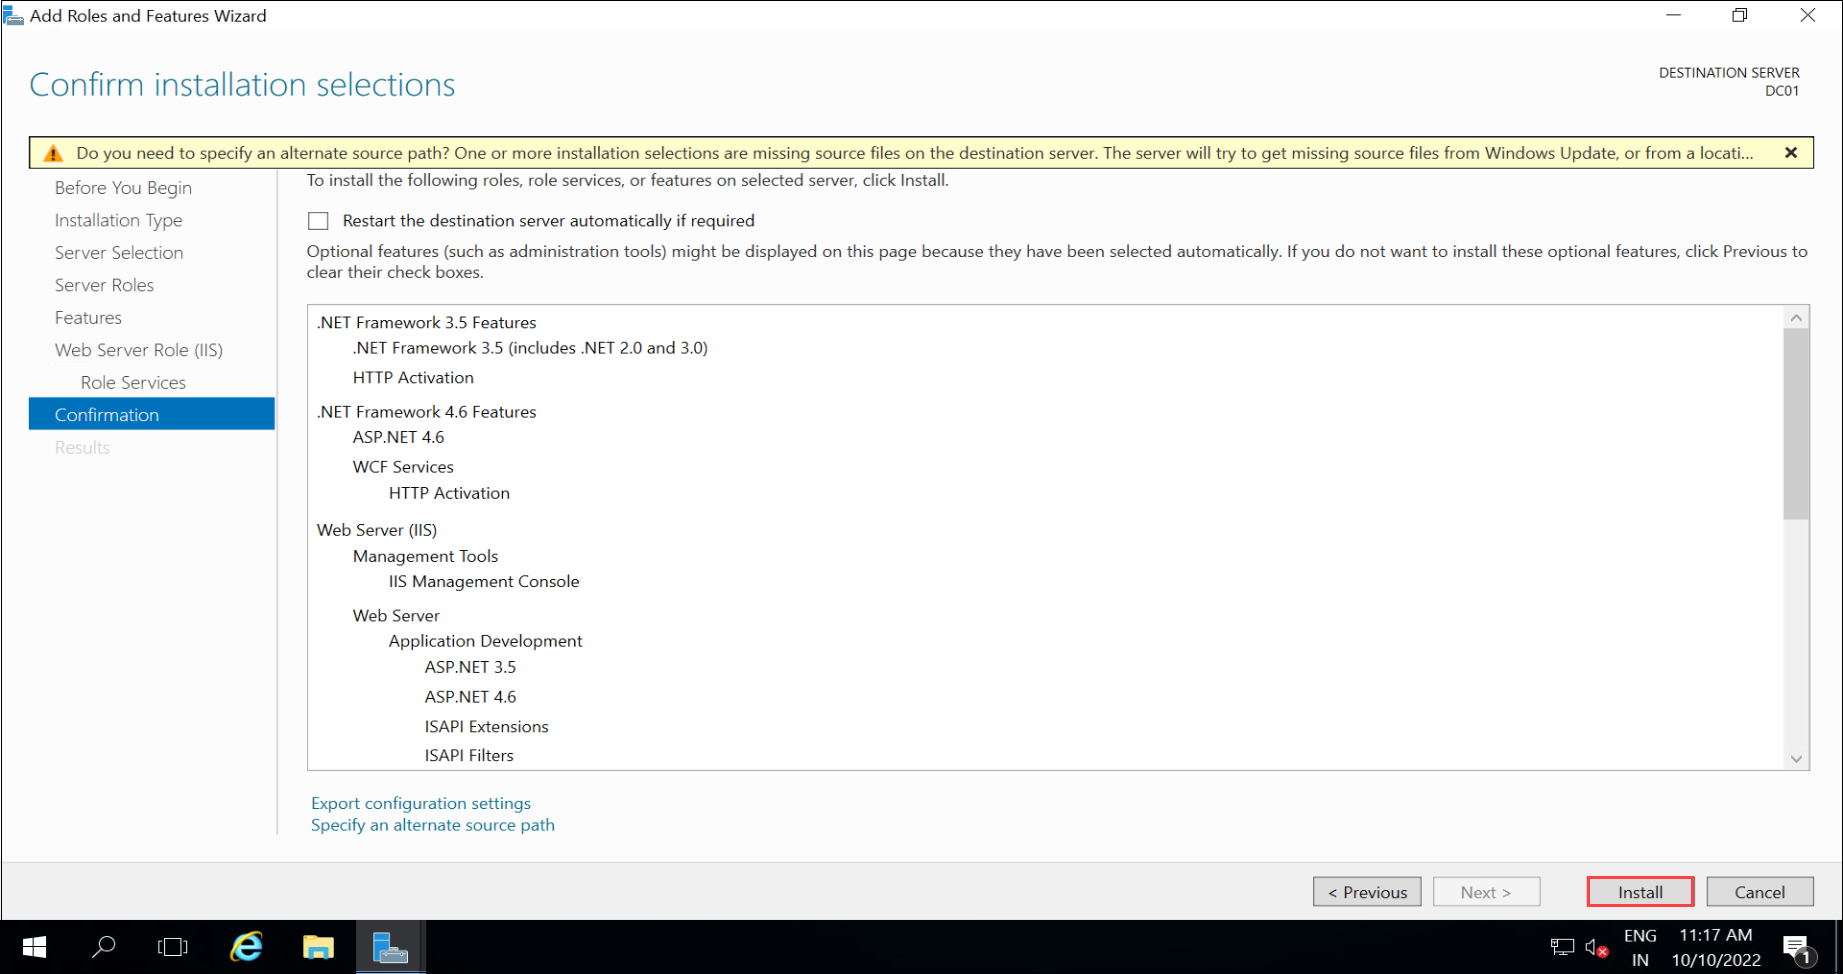 Add Roles and Features Wizard
Confirm installation selections
DESTINATION SERVER
DC01
Do you need to specify an alternate source path? One or more installation selections are missing source files on the destination server. The server will try to get missing source files from Windows Update, or from a locati...
Before You Begin
Installation Type
Server Selection
Server Roles
Features
Web Server Role (IIS)
Role Services
Confirmation
Results
To install the following roles, role services, or features on selected server, click Install.
Restart the destination server automatically if required
Optional features (such as administration tools) might be displayed on this page because they have been selected automatically. If you do not want to install these optional features, click Previous to
clear their check boxes.
.NET Framework 3.5 Features
.NET Framework 3.5 (includes .NET 2.0 and 3.0)
HTTP Activation
.NET Framework 4.6 Features
ASP.NET 4.6
WCF Services
HTTP Activation
Web Server (IIS)
Management Tools
IIS Management Console
Web Server
Application Development
ASP.NET 3.5
ASP.NET 4.6
ISAPI Extensions
ISAPI Filters
Export configuration settings
Specify an alternate source path
< Previous
Next >
Install
Cancel
ENG
IN
11:17 AM
10/10/2022
1